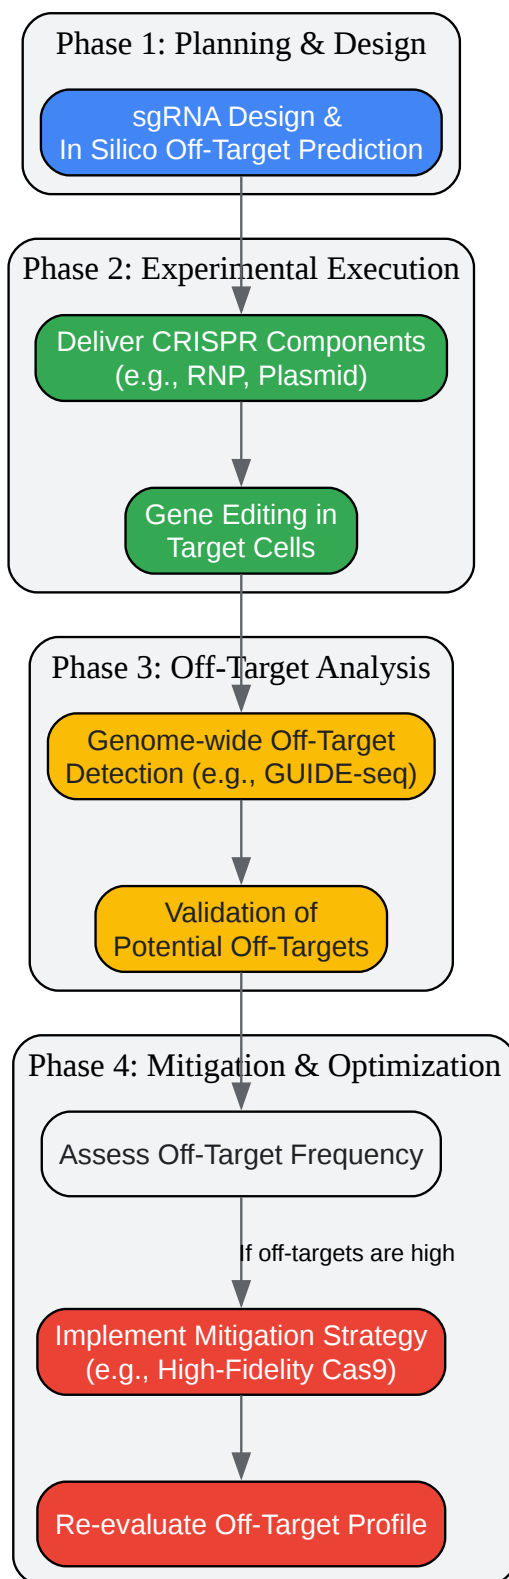 Phase 1: Planning & Design
sgRNA Design &
In Silico Off-Target Prediction
Phase 2: Experimental Execution
Deliver CRISPR Components
(e.g., RNP, Plasmid)
Gene Editing in
Target Cells
Phase 3: Off-Target Analysis
Genome-wide Off-Target
Detection (e.g., GUIDE-seq)
Validation of
Potential Off-Targets
Phase 4: Mitigation & Optimization
Assess Off-Target Frequency
If off-targets are high
Implement Mitigation Strategy
(e.g., High-Fidelity Cas9)
Re-evaluate Off-Target Profile